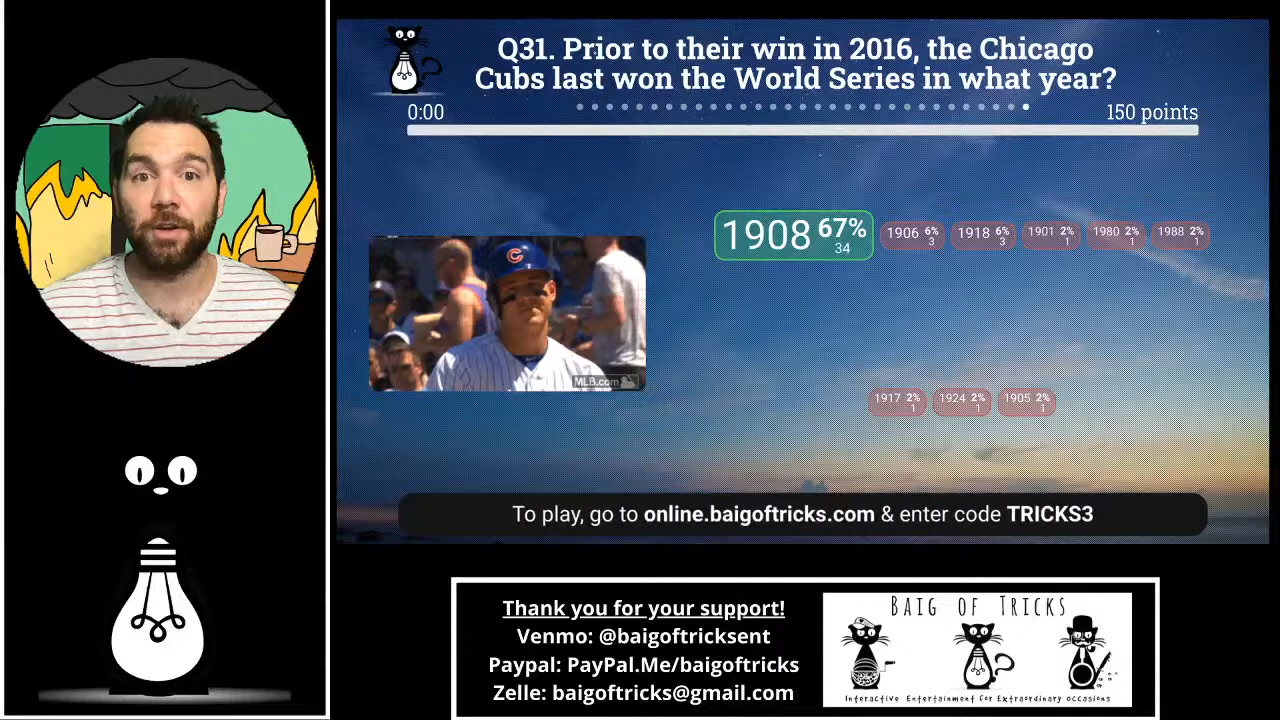 Q31. Prior to their win in 2016, the Chicago
Cubs last won the World Series in what year?
0:00
150 points
1908 67% 34
1906 6% 3
1918 6% 3
1901 2% 1
1980 2% 1
1988 2% 1
C
MLB.com
1917 2% 1
1924 2% 1
1905 2% 1
To play, go to online.baigoftricks.com & enter code TRICKS3
Thank you for your support!
Venmo: @baigoftricksent
Paypal: PayPal.Me/baigoftricks
Zelle: baigoftricks@gmail.com
BAIG OF TRICKS
Interactive Entertainment for Extraordinary occasions